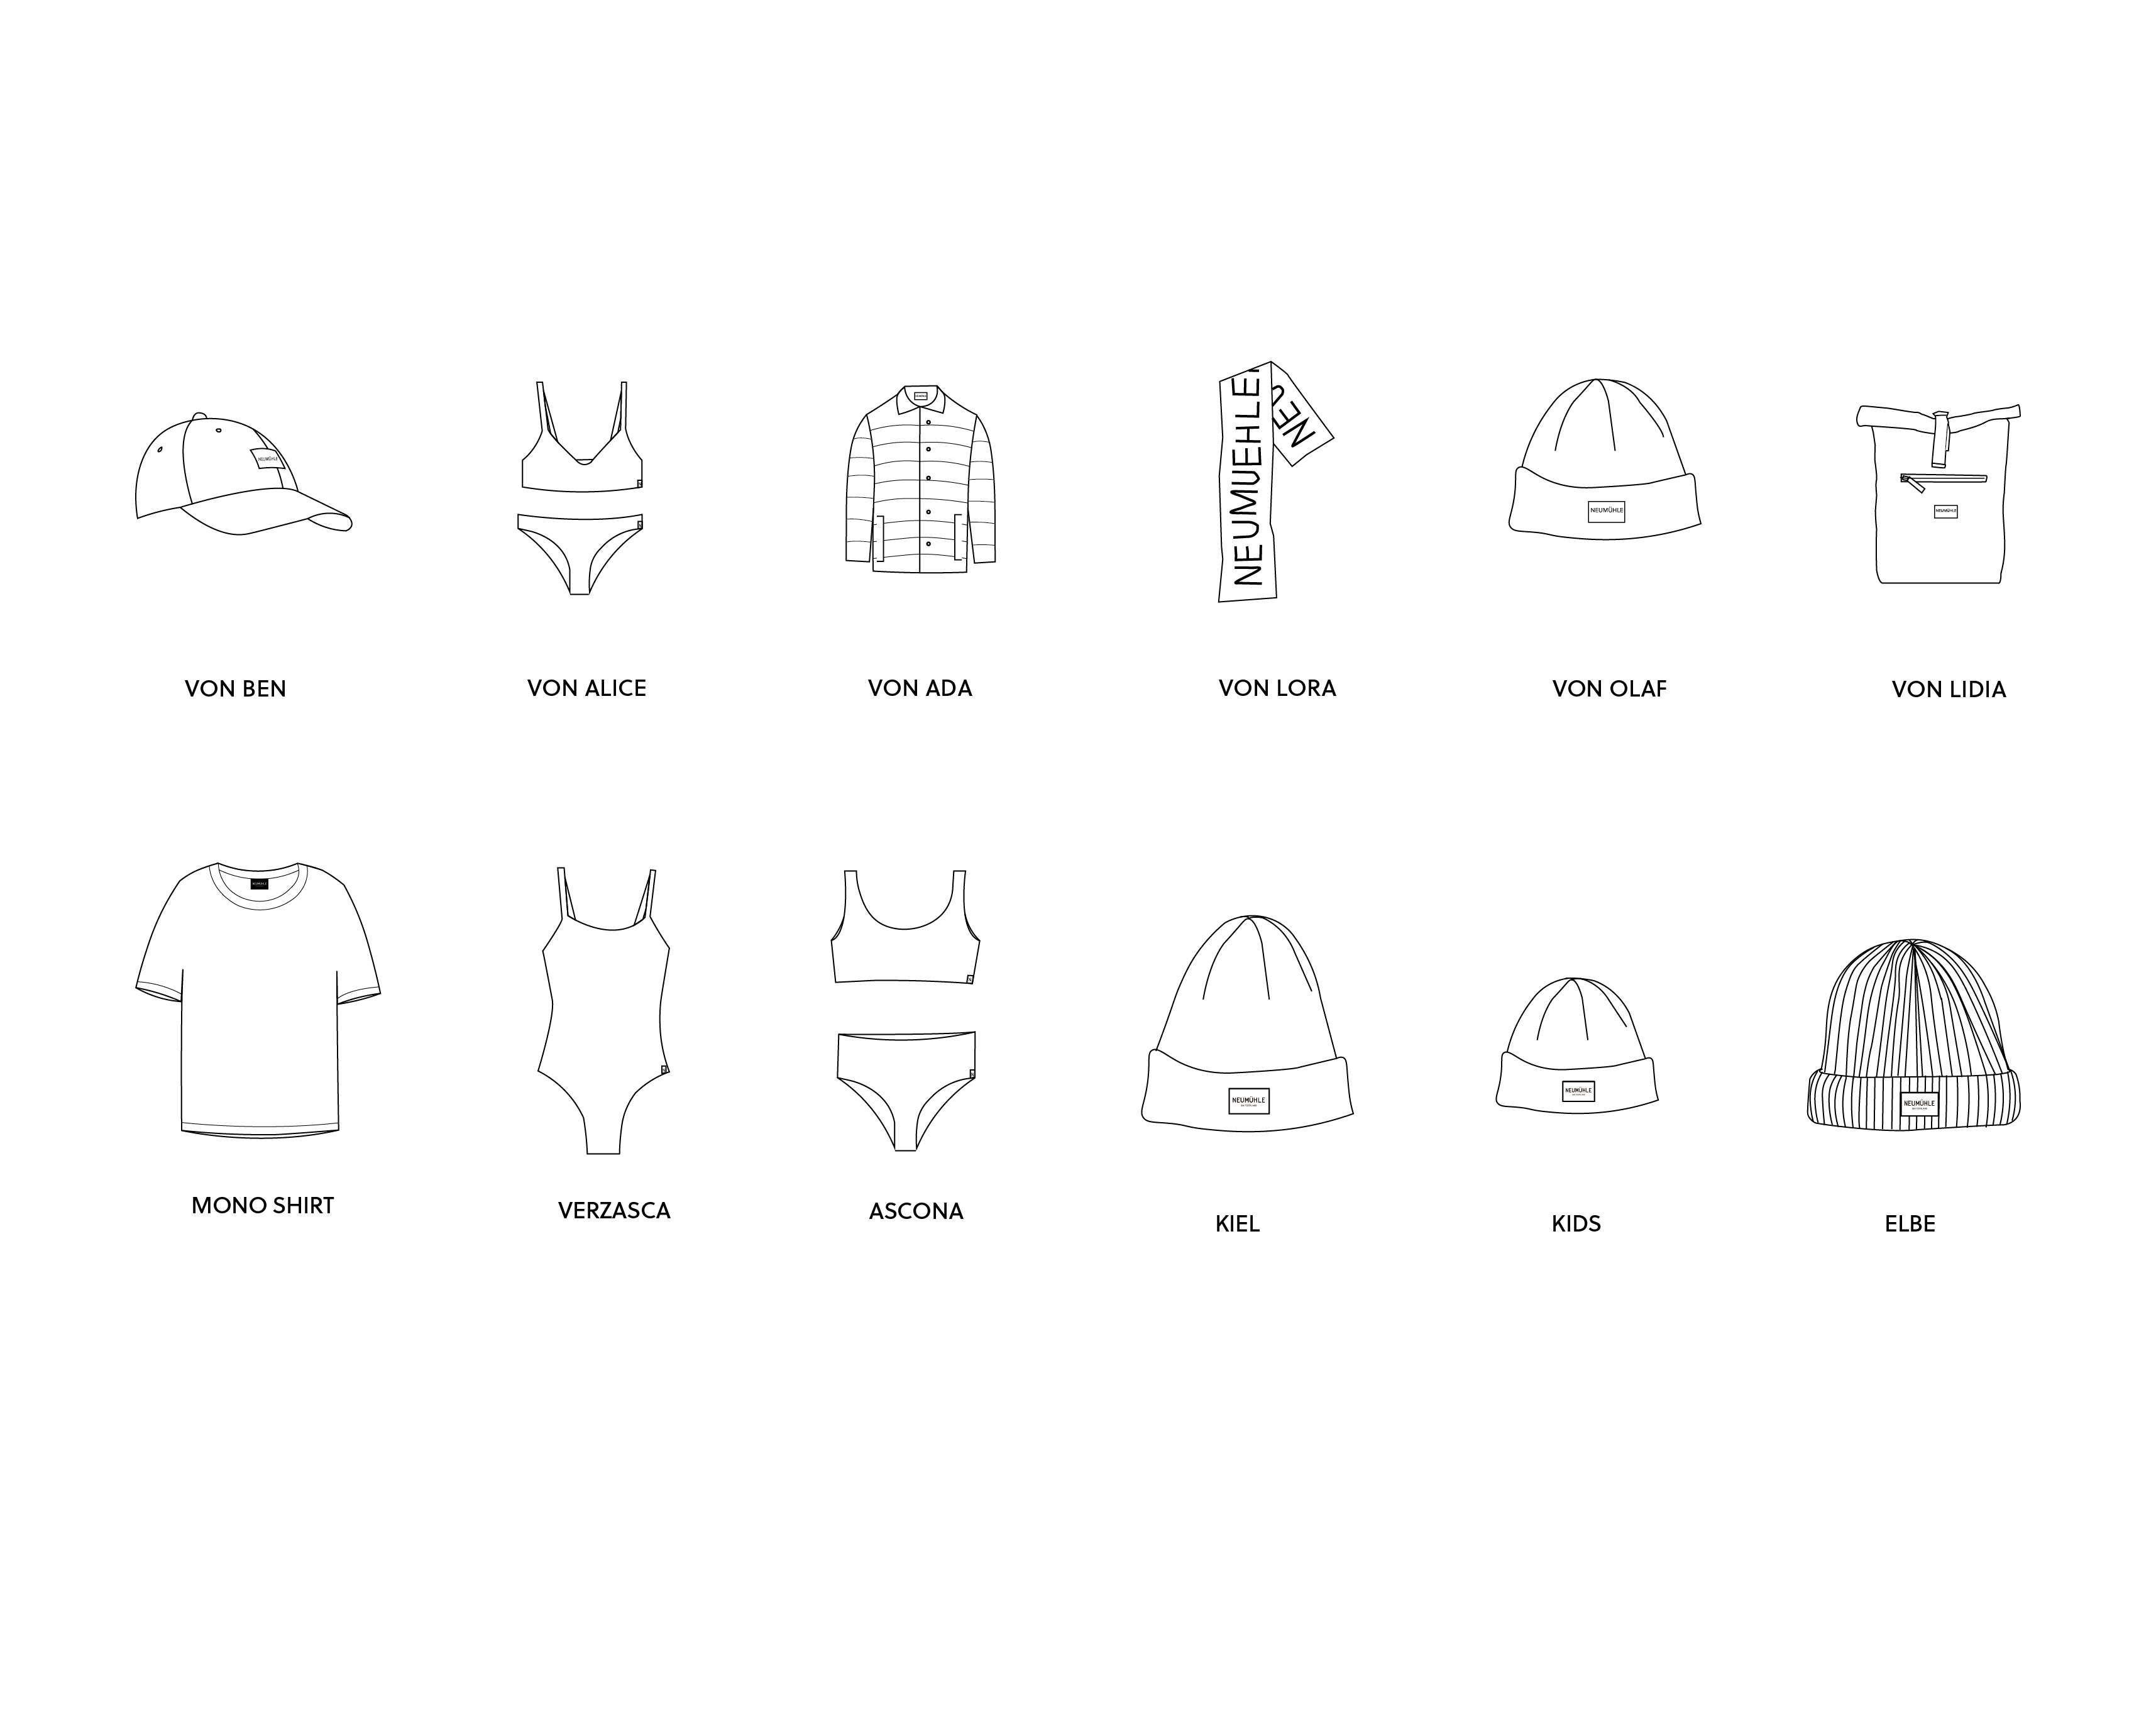 NEUMÜHLE
NEUMUEHLE
NEU
NEUMÜHLE
NEUMÜHLE
VON BEN
VON ALICE
VON ADA
VON LORA
VON OLAF
VON LIDIA
NEUMÜHLE
NEUMÜHLE
NEUMÜHLE
MONO SHIRT
VERZASCA
ASCONA
KIEL
KIDS
ELBE